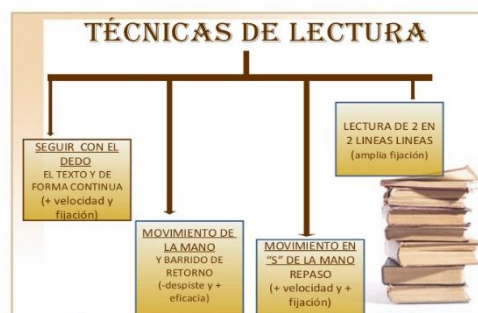 TÉCNICAS DE LECTURA
SEGUIR CON EL
DEDO
EL TEXTO Y DE
FORMA CONTINUA
(+ velocidad y
fijación)
MOVIMIENTO DE
LA MANO
Y BARRIDO DE
RETORNO
(-despiste y +
eficacia)
MOVIMIENTO EN
"S" DE LA MANO
REPASO
(+ velocidad y +
fijación)
LECTURA DE 2 EN
2 LINEAS LINEAS
(amplia fijación)